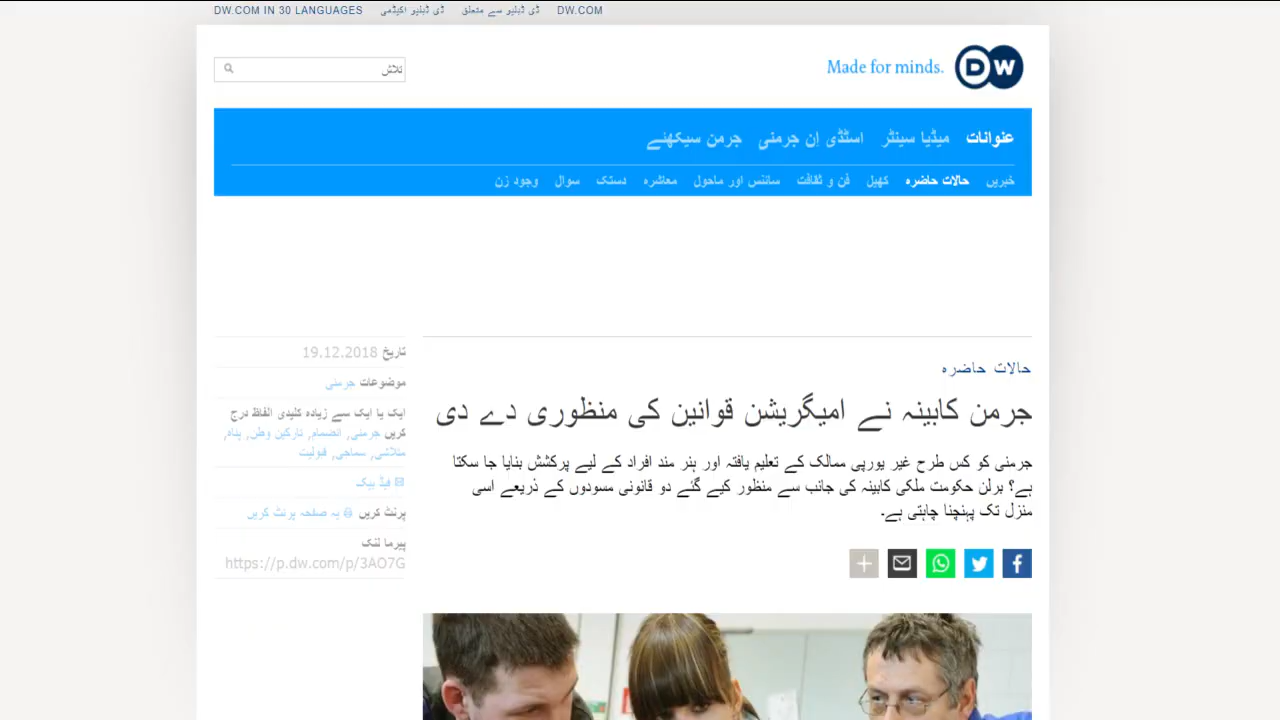 DW.COM IN 30 LANGUAGES ڈی ڈبلیو اکیڈمی ڈی ڈبلیو سے متعلق DW.COM
تلاش
Made for minds. DW
عنوانات میڈیا سینٹر اسٹڈی اِن جرمنی جرمن سیکھئے
خبریں حالات حاضرہ کھیل فن و ثقافت سائنس اور ماحول معاشرہ دستک سوال وجود زن
حالات حاضرہ
جرمن کابینہ نے امیگریشن قوانین کی منظوری دے دی
جرمنی کو کس طرح غیر یورپی ممالک کے تعلیم یافتہ اور ہنر مند افراد کے لیے پرکشش بنایا جا سکتا
ہے؟ برلن حکومت ملکی کابینہ کی جانب سے منظور کیے گئے دو قانونی مسودوں کے ذریعے اسی
منزل تک پہنچنا چاہتی ہے۔
تاریخ 19.12.2018
موضوعات جرمنی
ایک یا ایک سے زیادہ کلیدی الفاظ درج
کریں جرمنی, انضمام, تارکین وطن, پناہ,
متلاشی, سماجی, قبولیت
فیڈ بیک
پرنٹ کریں یہ صفحہ پرنٹ کریں
پیرما لنک
https://p.dw.com/p/3AO7G